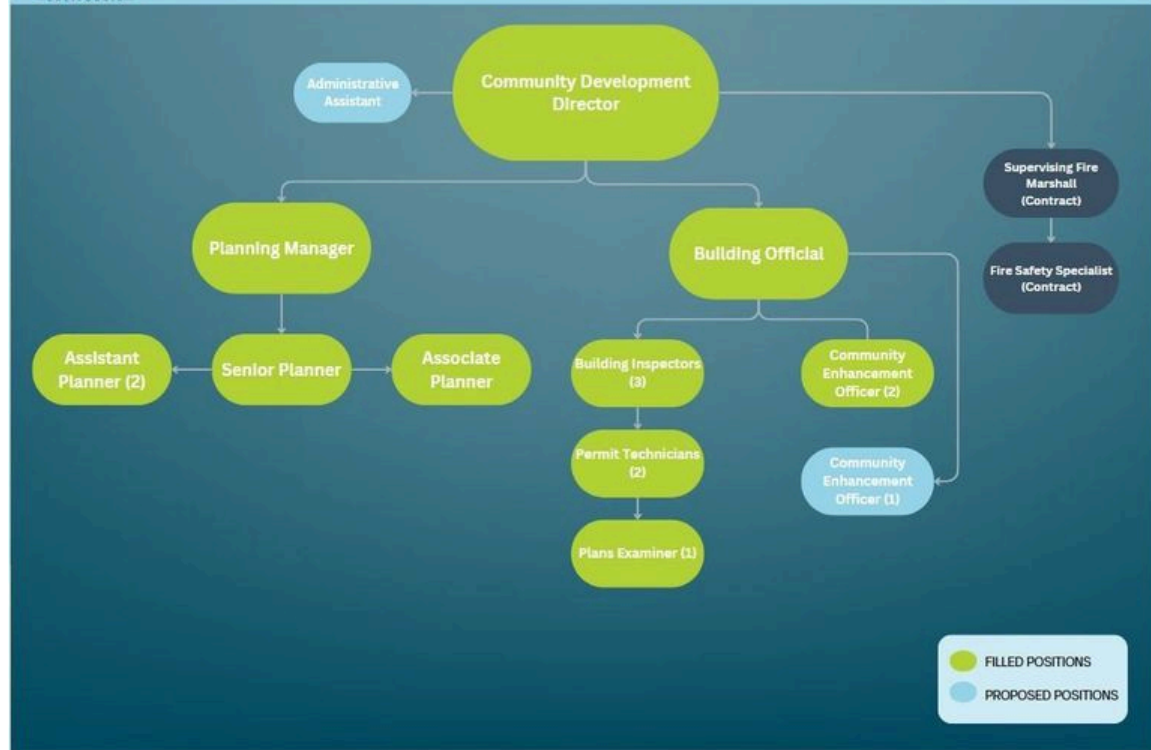 Community Development
Director
Administrative
Assistant
Supervising Fire
Marshall
(Contract)
Fire Safety Specialist
(Contract)
Planning Manager
Building Official
Assistant
Planner (2)
Senior Planner
Associate
Planner
Building Inspectors
(3)
Community
Enhancement
Officer (2)
Permit Technicians
(2)
Community
Enhancement
Officer (1)
Plans Examiner (1)
FILLED POSITIONS
PROPOSED POSITIONS